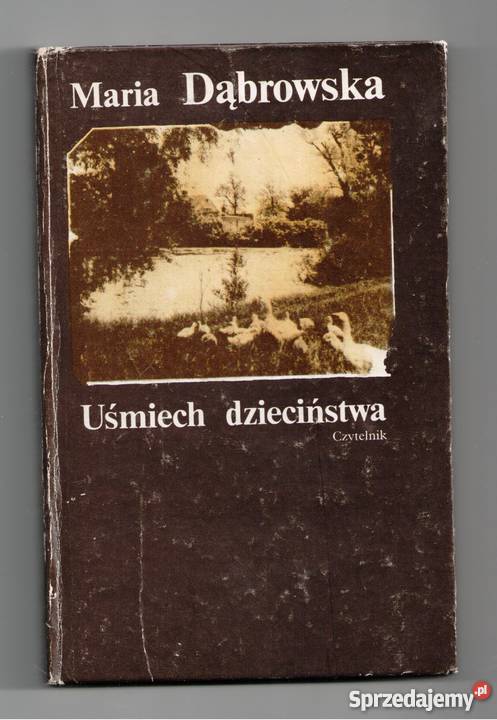 Maria Dąbrowska
Uśmiech dzieciństwa
Czytelnik
Sprzedajemy.pl